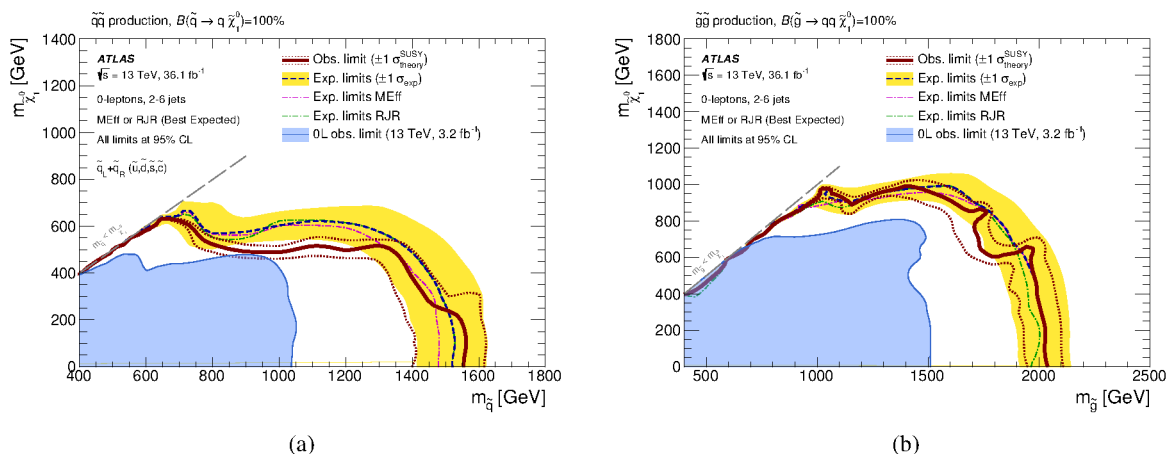 q̃q̃ production, B(q̃ → q χ̃⁰₁)=100%
m_χ̃⁰₁ [GeV]
1400
1200
1000
800
600
400
200
0
ATLAS
√s = 13 TeV, 36.1 fb⁻¹
0-leptons, 2-6 jets
MEff or RJR (Best Expected)
All limits at 95% CL
q̃_L+q̃_R (ũ,d̃,s̃,c̃)
Obs. limit (±1 σ^SUSY_theory)
Exp. limits (±1 σ_exp)
Exp. limits MEff
Exp. limits RJR
0L obs. limit (13 TeV, 3.2 fb⁻¹)
400 600 800 1000 1200 1400 1600 1800
m_q̃ [GeV]
(a)
g̃g̃ production, B(g̃ → qq χ̃⁰₁)=100%
m_χ̃⁰₁ [GeV]
1800
1600
1400
1200
1000
800
600
400
200
0
ATLAS
√s = 13 TeV, 36.1 fb⁻¹
0-leptons, 2-6 jets
MEff or RJR (Best Expected)
All limits at 95% CL
Obs. limit (±1 σ^SUSY_theory)
Exp. limits (±1 σ_exp)
Exp. limits MEff
Exp. limits RJR
0L obs. limit (13 TeV, 3.2 fb⁻¹)
500 1000 1500 2000 2500
m_g̃ [GeV]
(b)